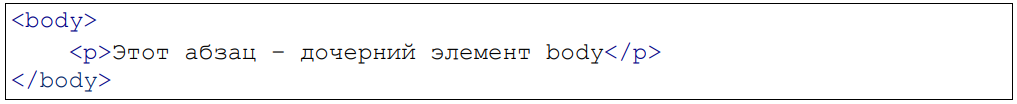 <body>
    <p>Этот абзац – дочерний элемент body</p>
</body>